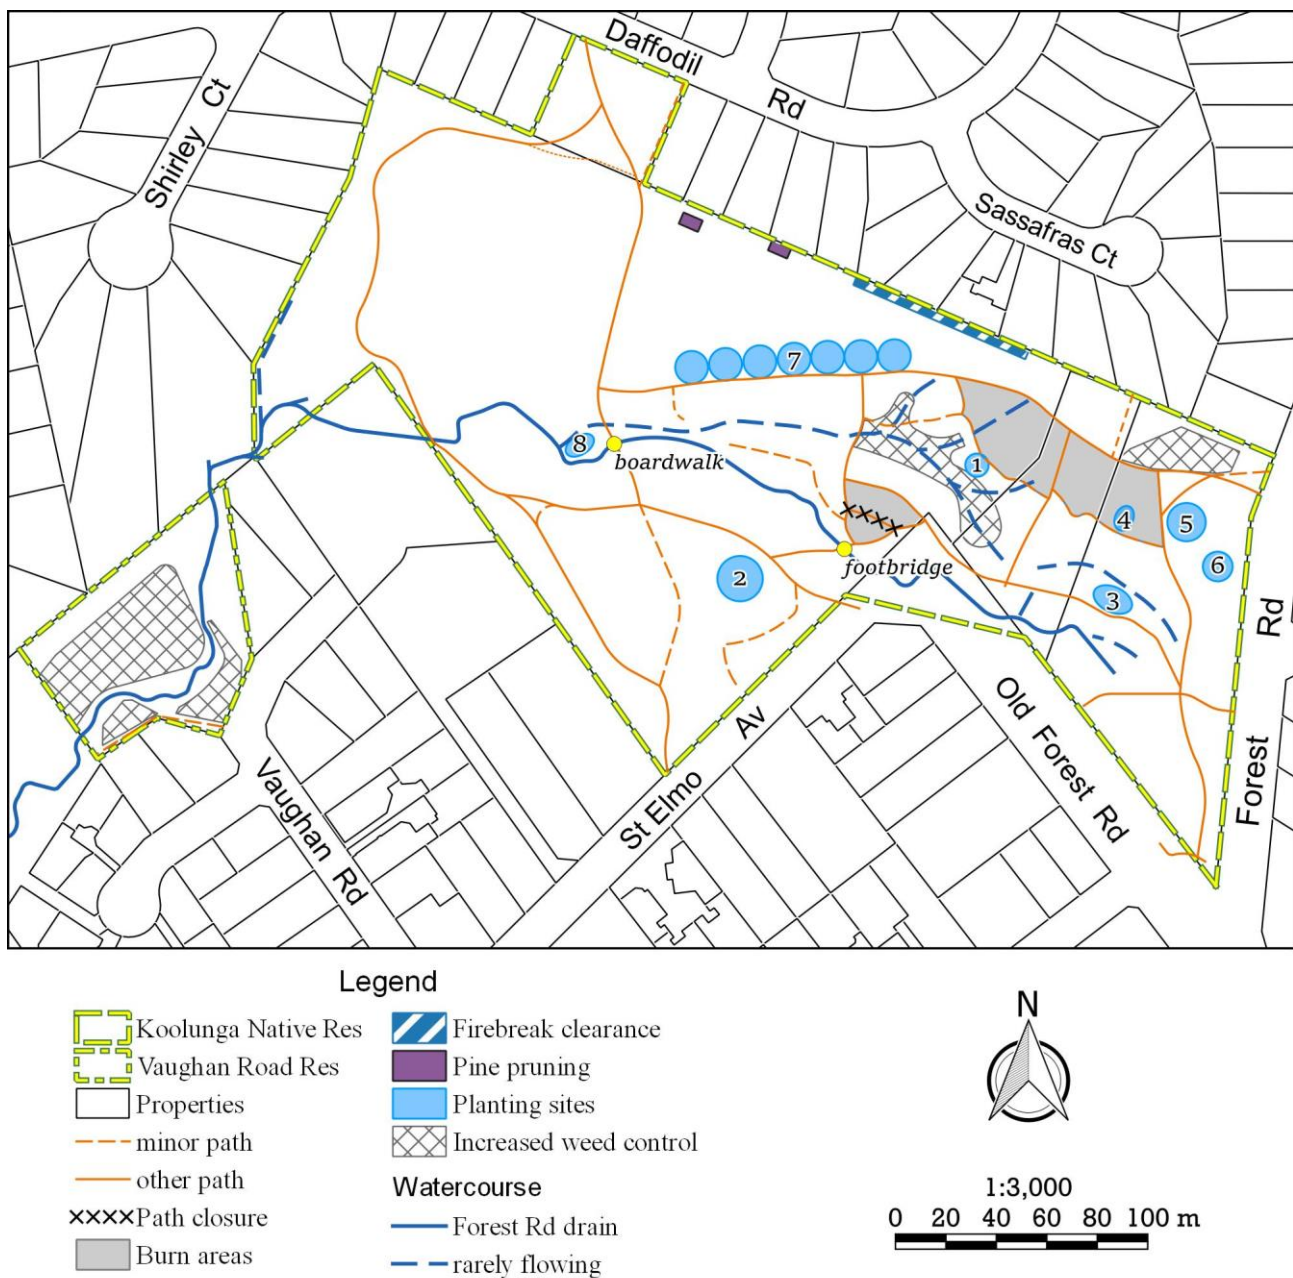 Daffodil
Rd
Shirley Ct
Sassafras Ct
7
8
boardwalk
1
4
5
6
footbridge
2
3
Forest Rd
Old Forest Rd
St Elmo Av
Vaughan Rd
Legend
Koolunga Native Res
Vaughan Road Res
Properties
minor path
other path
Path closure
Burn areas
Firebreak clearance
Pine pruning
Planting sites
Increased weed control
Watercourse
Forest Rd drain
rarely flowing
N
1:3,000
0 20 40 60 80 100 m